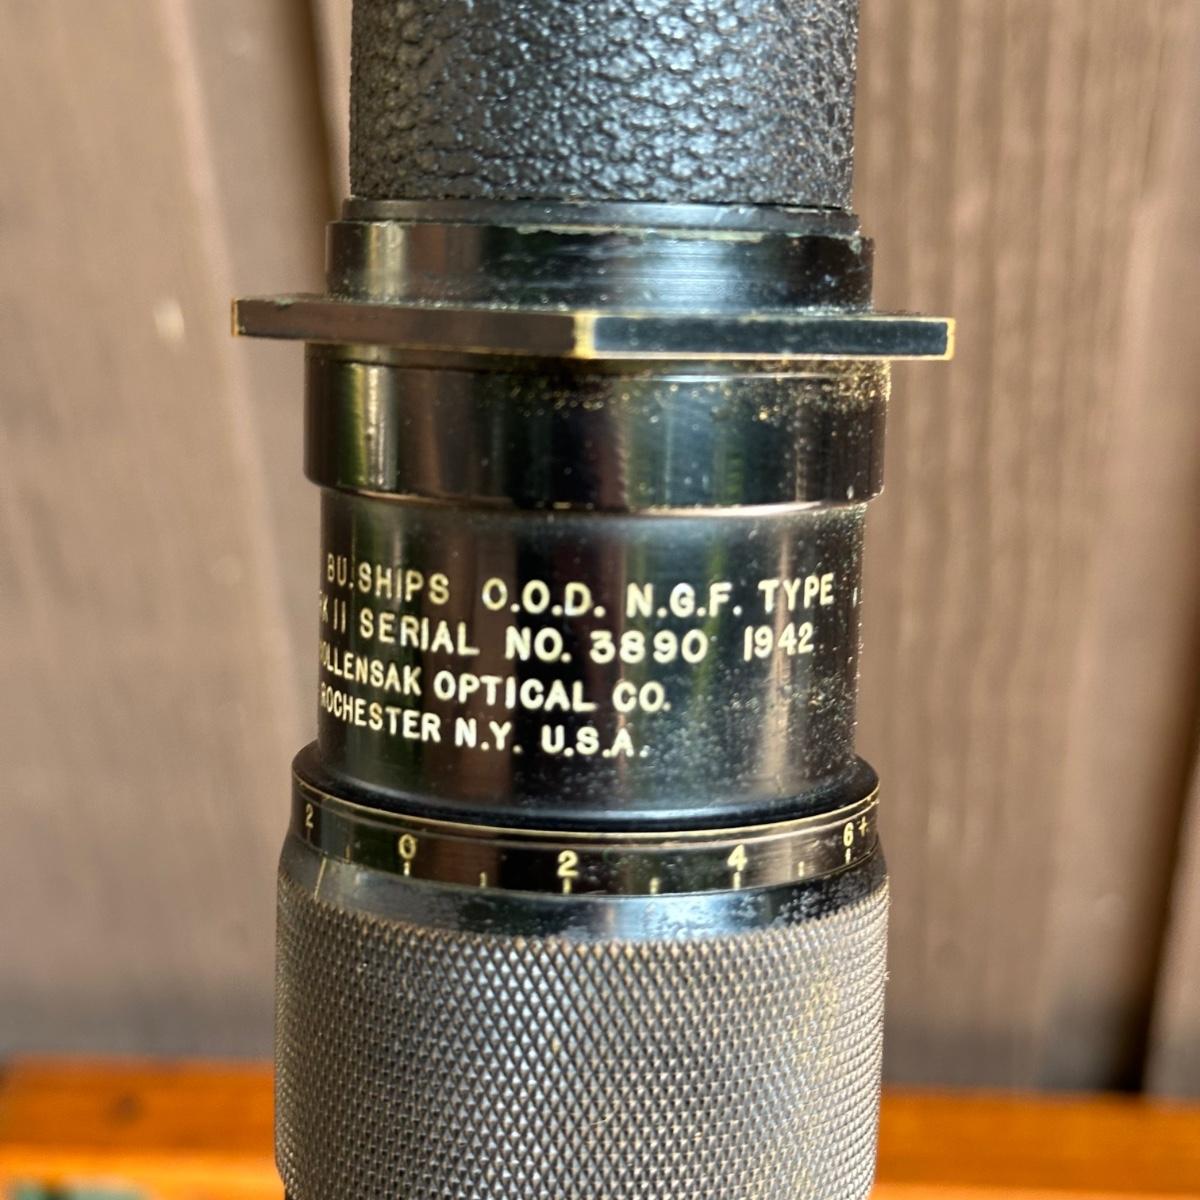 BU. SHIPS O.O.D. N.G.F. TYPE
II SERIAL NO. 3890 1942
OLLENSAK OPTICAL CO.
ROCHESTER N.Y. U.S.A.
2 0 2 4 6 +